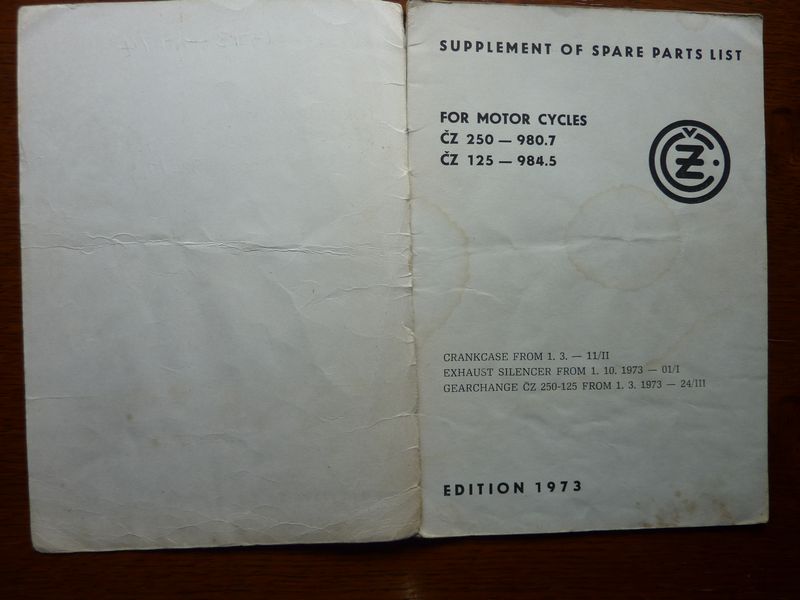 SUPPLEMENT OF SPARE PARTS LIST
FOR MOTOR CYCLES
ČZ 250 — 980.7
ČZ 125 — 984.5
ČZ
CRANKCASE FROM 1. 3. — 11/II
EXHAUST SILENCER FROM 1. 10. 1973 — 01/I
GEARCHANGE ČZ 250-125 FROM 1. 3. 1973 — 24/III
EDITION 1973